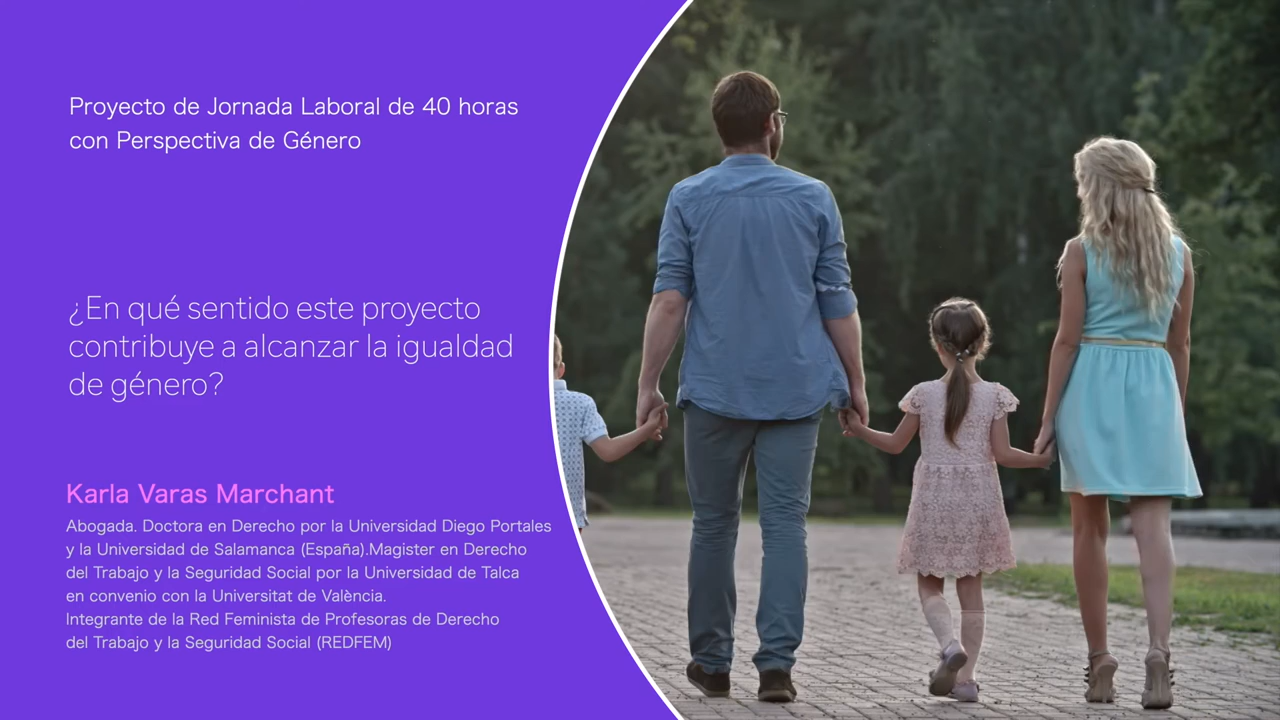 Proyecto de Jornada Laboral de 40 horas
con Perspectiva de Género
¿En qué sentido este proyecto
contribuye a alcanzar la igualdad
de género?
Karla Varas Marchant
Abogada. Doctora en Derecho por la Universidad Diego Portales
y la Universidad de Salamanca (España).Magister en Derecho
del Trabajo y la Seguridad Social por la Universidad de Talca
en convenio con la Universitat de València.
Integrante de la Red Feminista de Profesoras de Derecho
del Trabajo y la Seguridad Social (REDFEM)